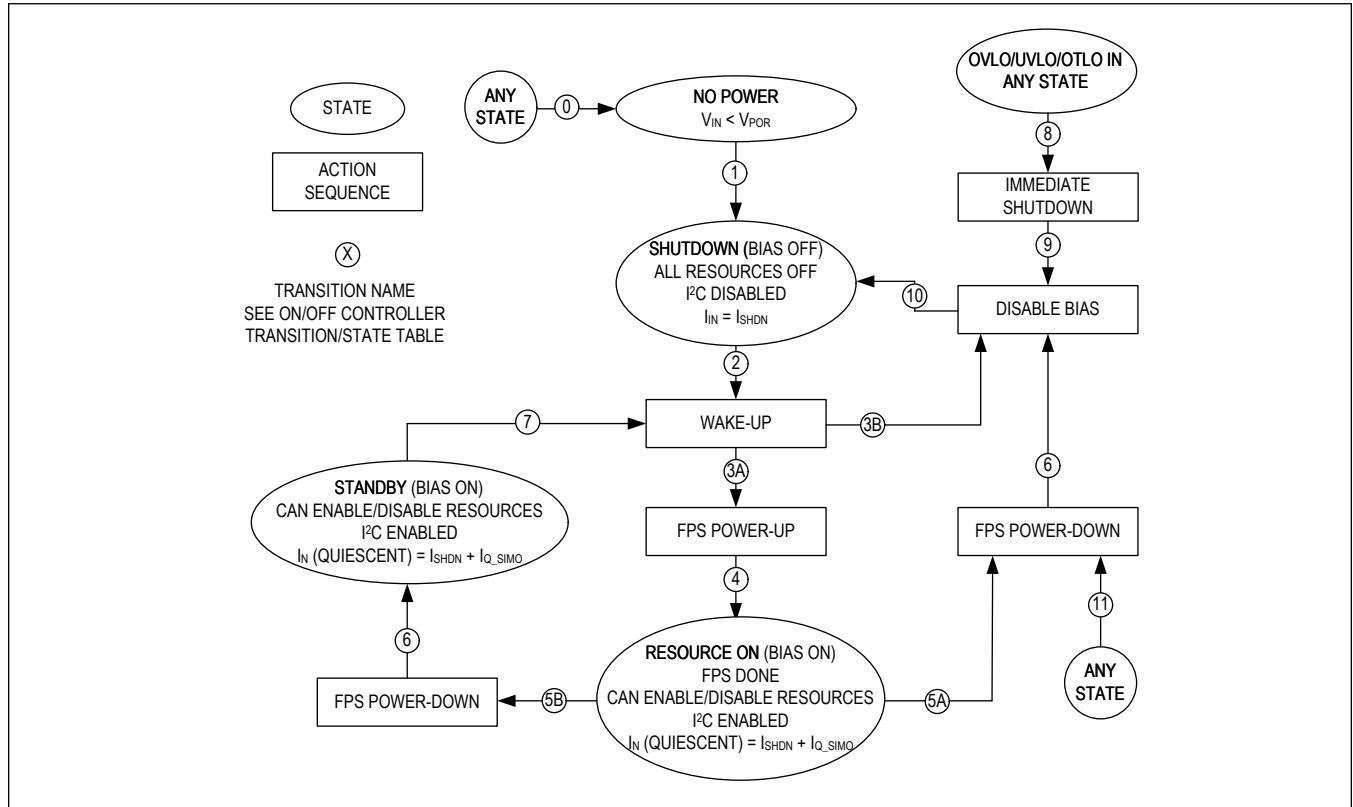 STATE
ACTION
SEQUENCE
X
TRANSITION NAME
SEE ON/OFF CONTROLLER
TRANSITION/STATE TABLE
ANY
STATE
0
NO POWER
VIN < VPOR
1
SHUTDOWN (BIAS OFF)
ALL RESOURCES OFF
I²C DISABLED
IIN = ISHDN
2
WAKE-UP
3A
3B
FPS POWER-UP
4
RESOURCE ON (BIAS ON)
FPS DONE
CAN ENABLE/DISABLE RESOURCES
I²C ENABLED
IN (QUIESCENT) = ISHDN + IQ_SIMO
5B
5A
FPS POWER-DOWN
6
STANDBY (BIAS ON)
CAN ENABLE/DISABLE RESOURCES
I²C ENABLED
IN (QUIESCENT) = ISHDN + IQ_SIMO
7
OVLO/UVLO/OTLO IN
ANY STATE
8
IMMEDIATE
SHUTDOWN
9
DISABLE BIAS
10
6
FPS POWER-DOWN
11
ANY
STATE